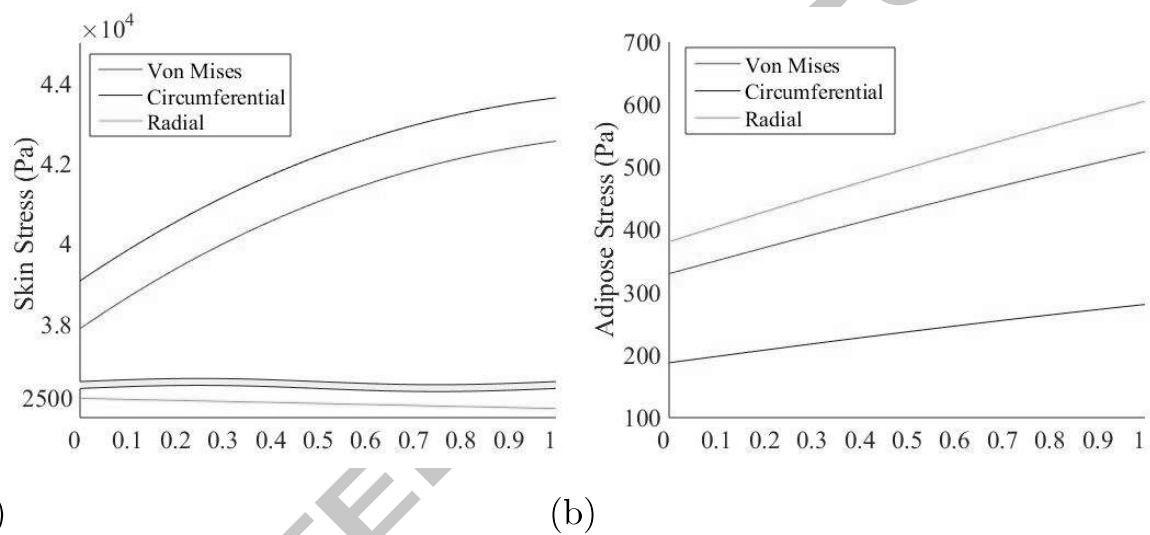 ×10⁴
4.4
4.2
4
3.8
2500
Skin Stress (Pa)
Von Mises
Circumferential
Radial
0 0.1 0.2 0.3 0.4 0.5 0.6 0.7 0.8 0.9 1
)
700
600
500
400
300
200
100
Adipose Stress (Pa)
Von Mises
Circumferential
Radial
0 0.1 0.2 0.3 0.4 0.5 0.6 0.7 0.8 0.9 1
(b)